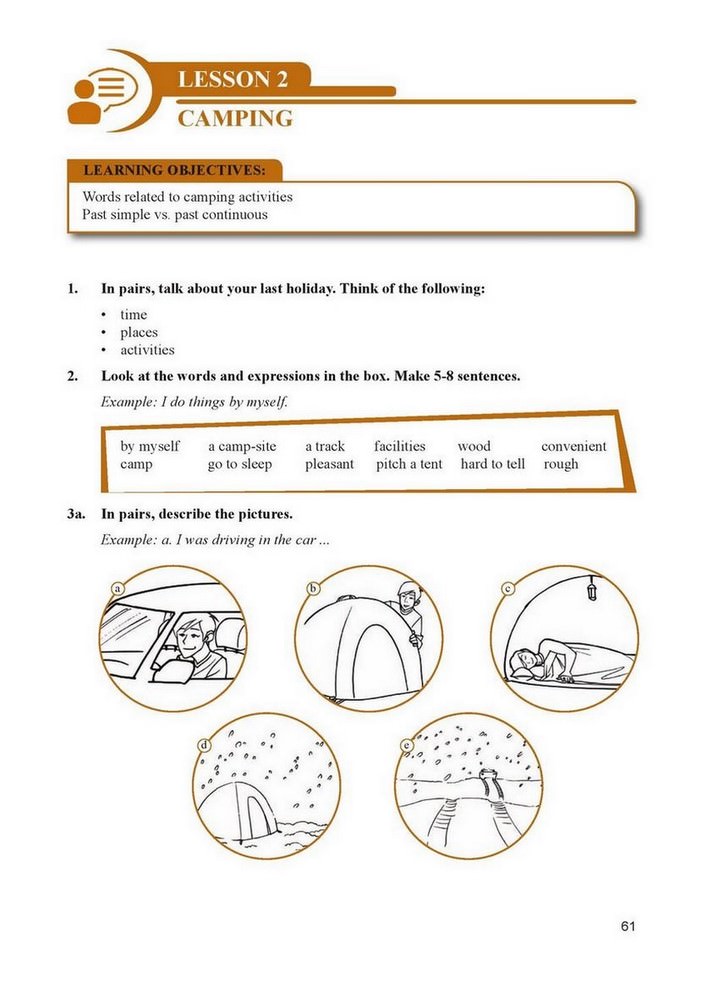 LESSON 2
CAMPING
LEARNING OBJECTIVES:
Words related to camping activities
Past simple vs. past continuous
1. In pairs, talk about your last holiday. Think of the following:
• time
• places
• activities
2. Look at the words and expressions in the box. Make 5-8 sentences.
Example: I do things by myself.
by myself a camp-site a track facilities wood convenient
camp go to sleep pleasant pitch a tent hard to tell rough
3a. In pairs, describe the pictures.
Example: a. I was driving in the car ...
a b c
d e
61